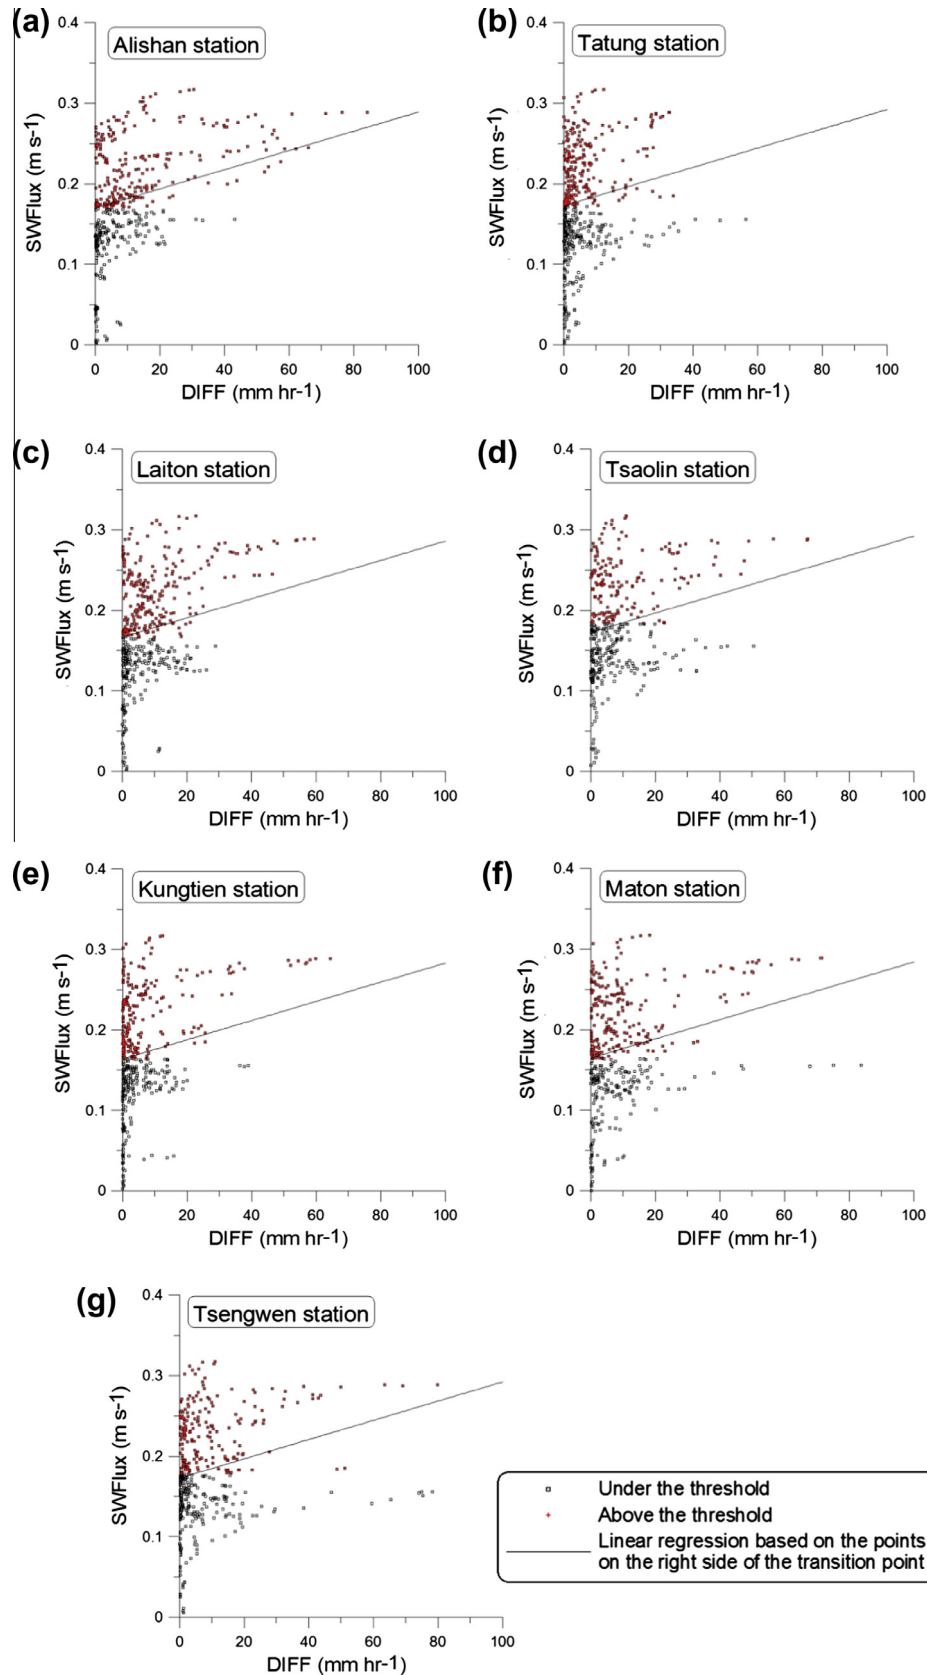 (a)
Alishan station
0.4
0.3
0.2
0.1
0
SWFlux (m s-1)
0 20 40 60 80 100
DIFF (mm hr-1)
(b)
Tatung station
0.4
0.3
0.2
0.1
0
SWFlux (m s-1)
0 20 40 60 80 100
DIFF (mm hr-1)
(c)
Laiton station
0.4
0.3
0.2
0.1
0
SWFlux (m s-1)
0 20 40 60 80 100
DIFF (mm hr-1)
(d)
Tsaolin station
0.4
0.3
0.2
0.1
0
SWFlux (m s-1)
0 20 40 60 80 100
DIFF (mm hr-1)
(e)
Kungtien station
0.4
0.3
0.2
0.1
0
SWFlux (m s-1)
0 20 40 60 80 100
DIFF (mm hr-1)
(f)
Maton station
0.4
0.3
0.2
0.1
0
SWFlux (m s-1)
0 20 40 60 80 100
DIFF (mm hr-1)
(g)
Tsengwen station
0.4
0.3
0.2
0.1
0
SWFlux (m s-1)
0 20 40 60 80 100
DIFF (mm hr-1)
Under the threshold
Above the threshold
Linear regression based on the points
on the right side of the transition point